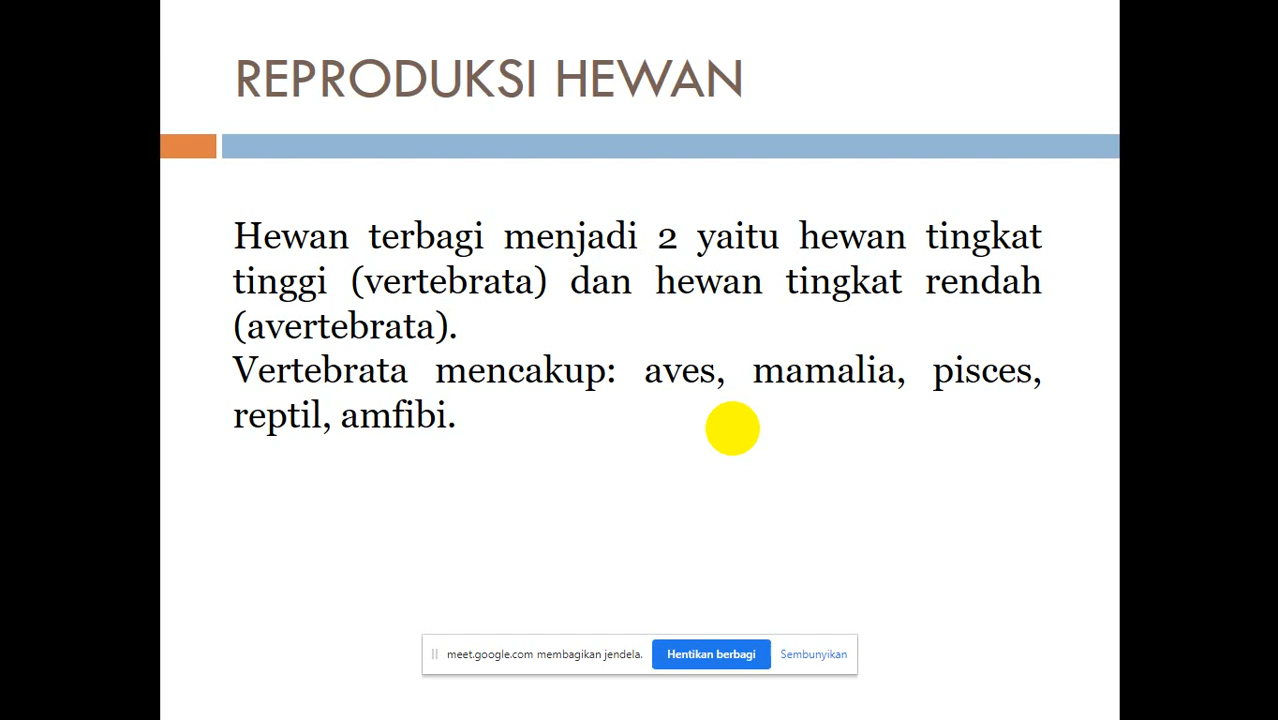 REPRODUKSI HEWAN
Hewan terbagi menjadi 2 yaitu hewan tingkat
tinggi (vertebrata) dan hewan tingkat rendah
(avertebrata).
Vertebrata mencakup: aves, mamalia, pisces,
reptil, amfibi.
meet.google.com membagikan jendela. Hentikan berbagi Sembunyikan